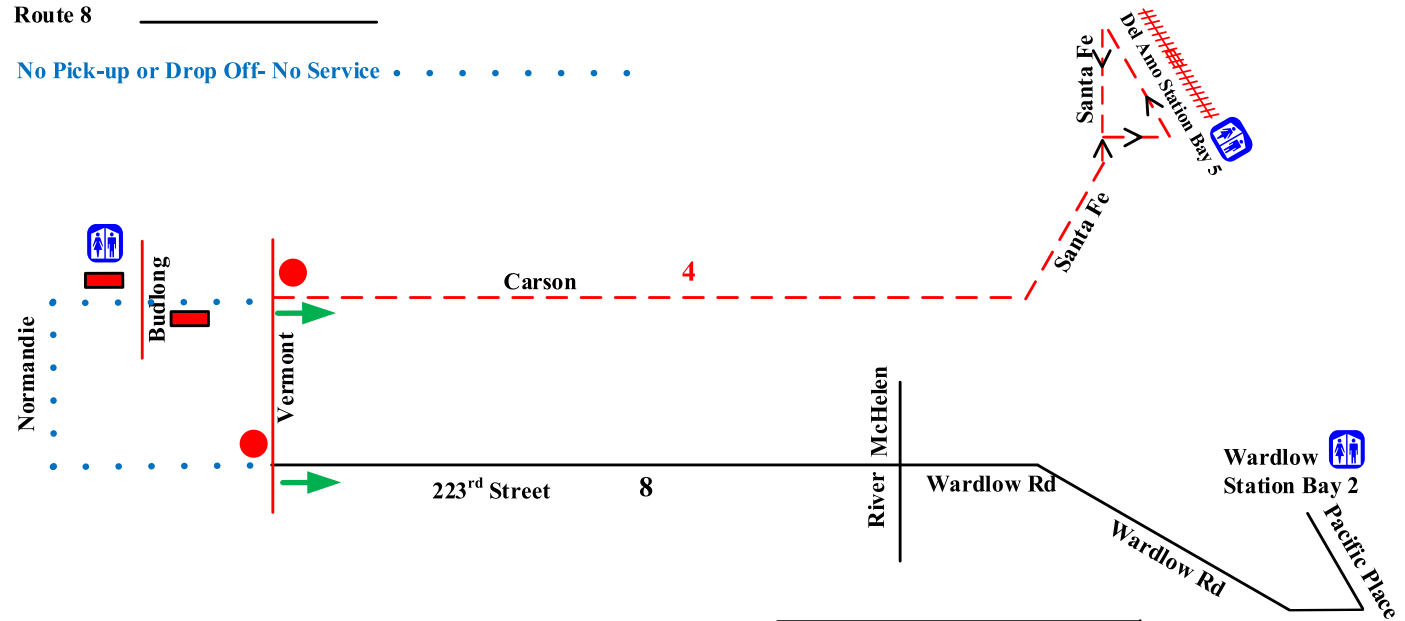 Route 8
No Pick-up or Drop Off- No Service
Santa Fe
Del Amo Station Bay 5
Santa Fe
Budlong
Carson
4
Normandie
Vermont
McHelen
River
223rd Street
8
Wardlow Rd
Wardlow
Station Bay 2
Wardlow Rd
Pacific Place